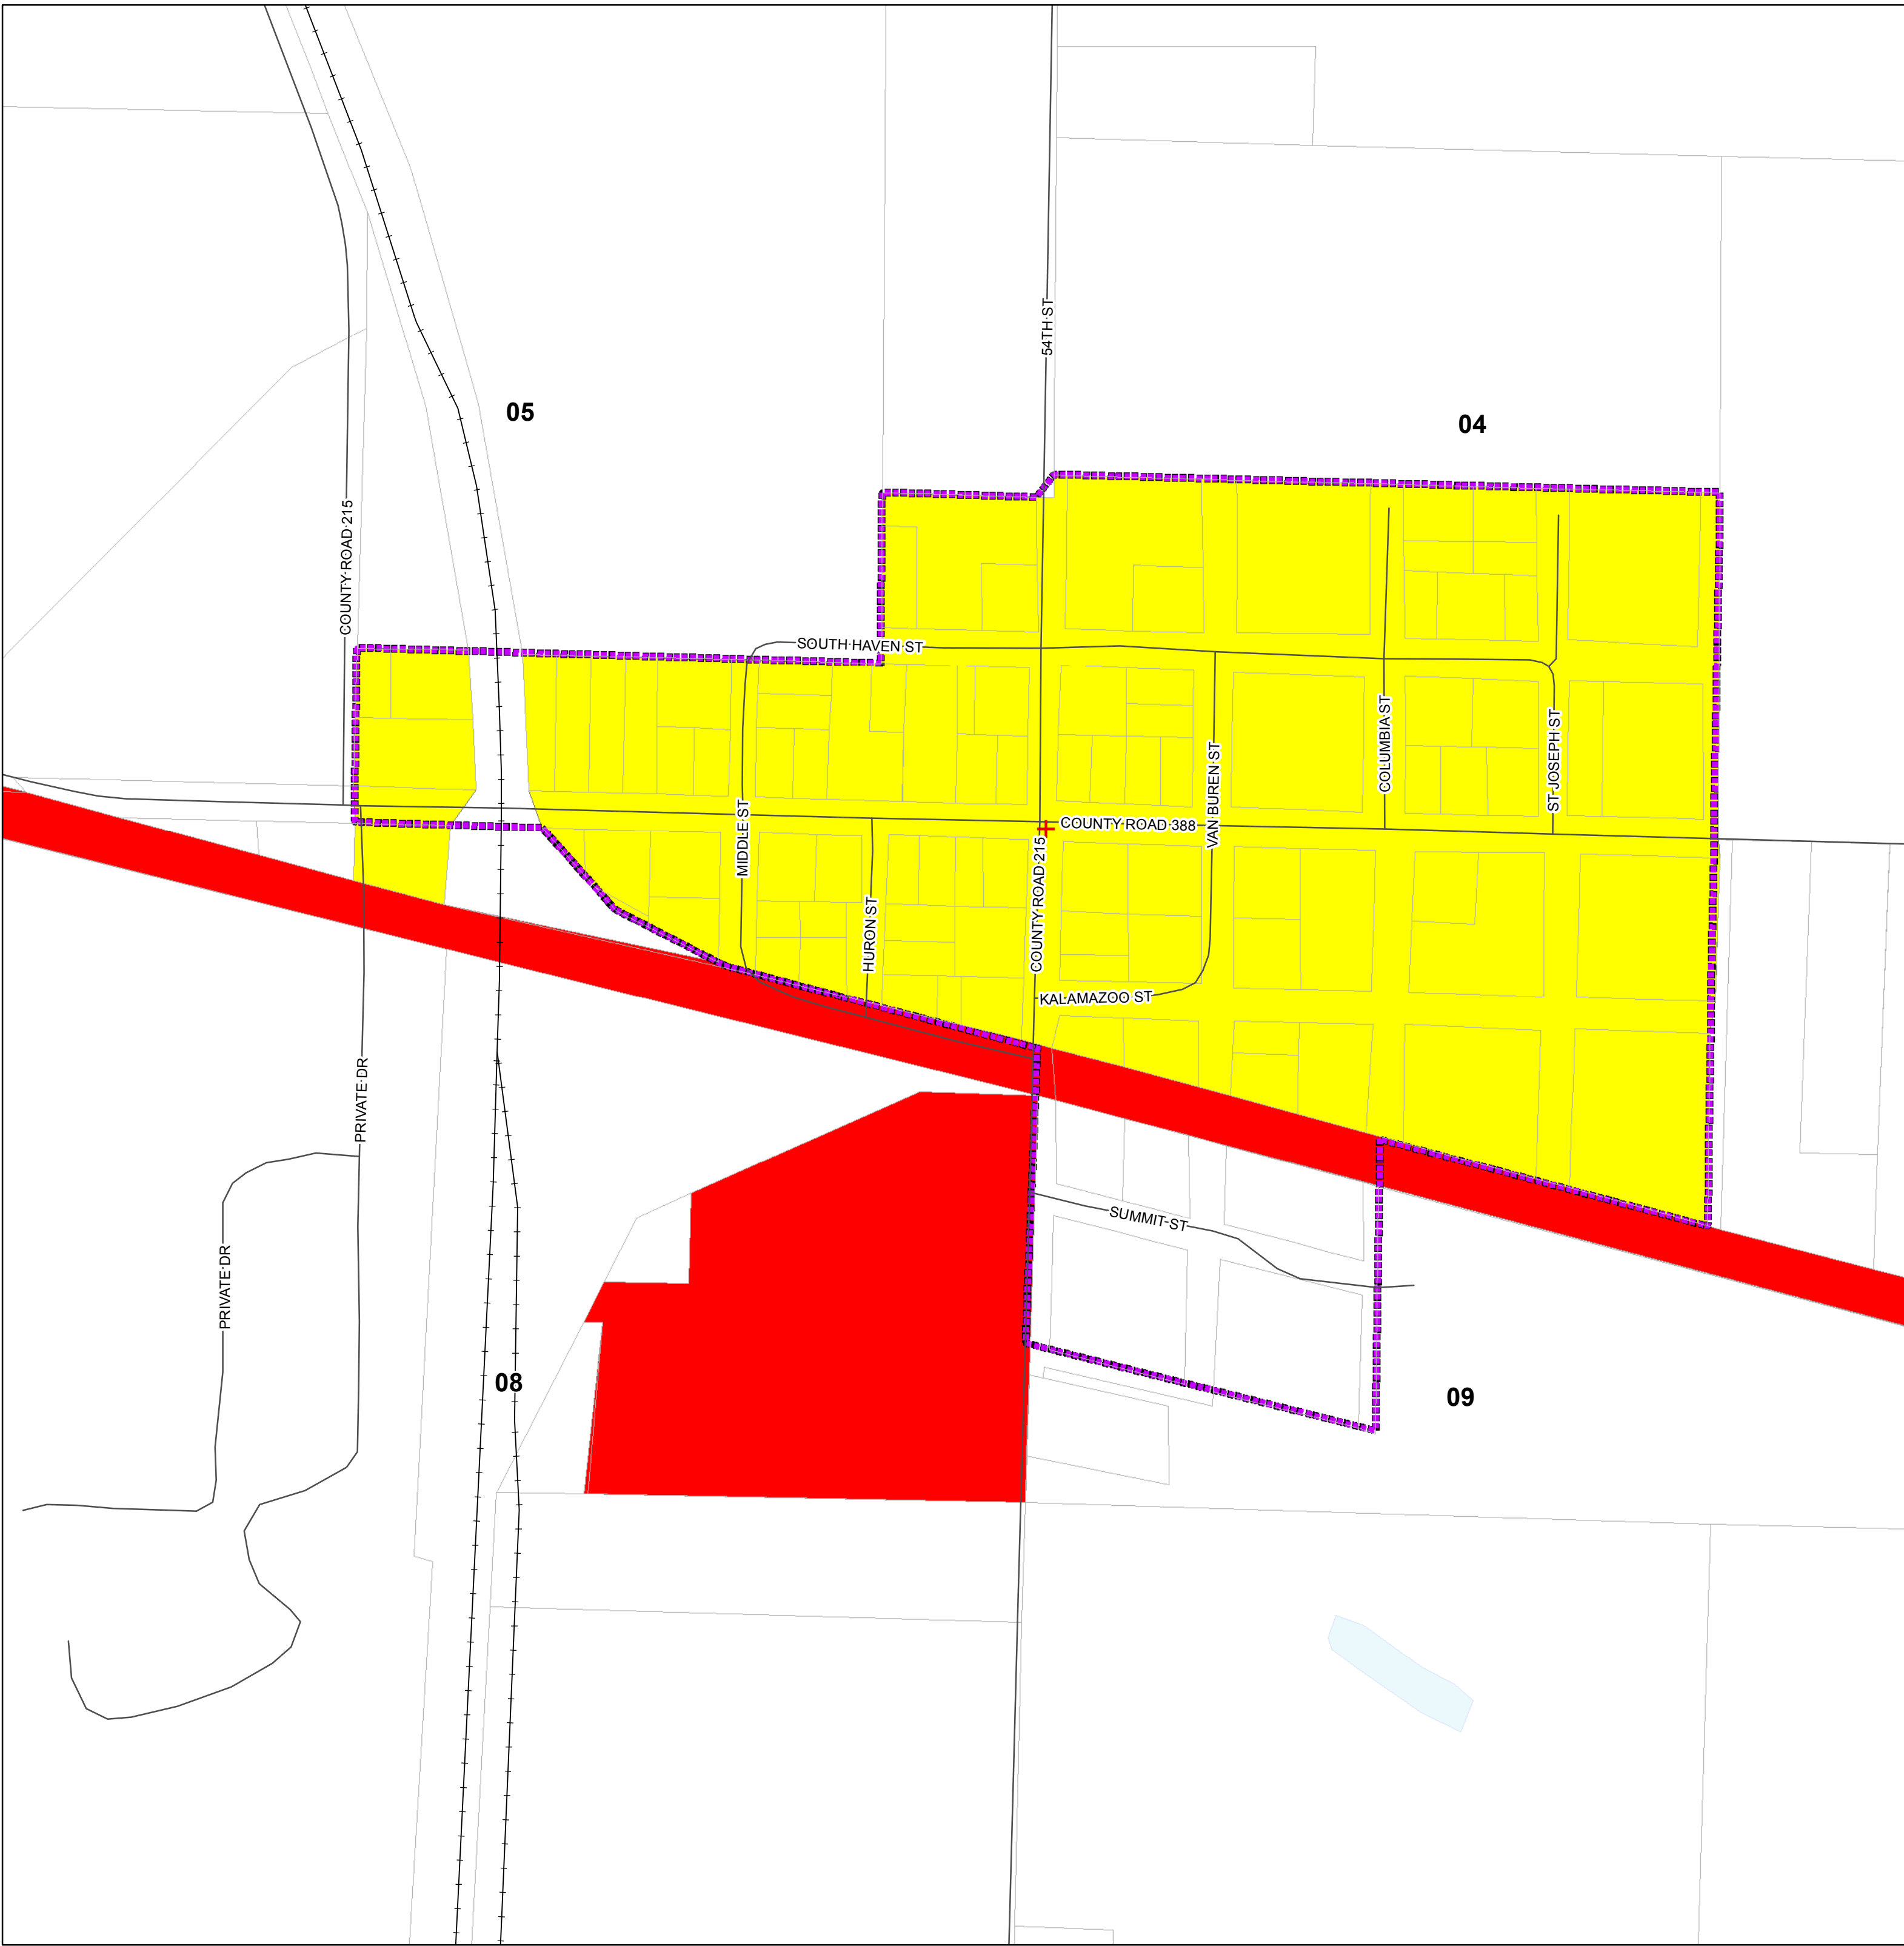 54TH ST
05
04
COUNTY ROAD 215
SOUTH HAVEN ST
COLUMBIA ST
ST JOSEPH ST
VAN BUREN ST
MIDDLE ST
COUNTY ROAD 388
COUNTY ROAD 215
HURON ST
KALAMAZOO ST
PRIVATE DR
SUMMIT ST
PRIVATE DR
08
09